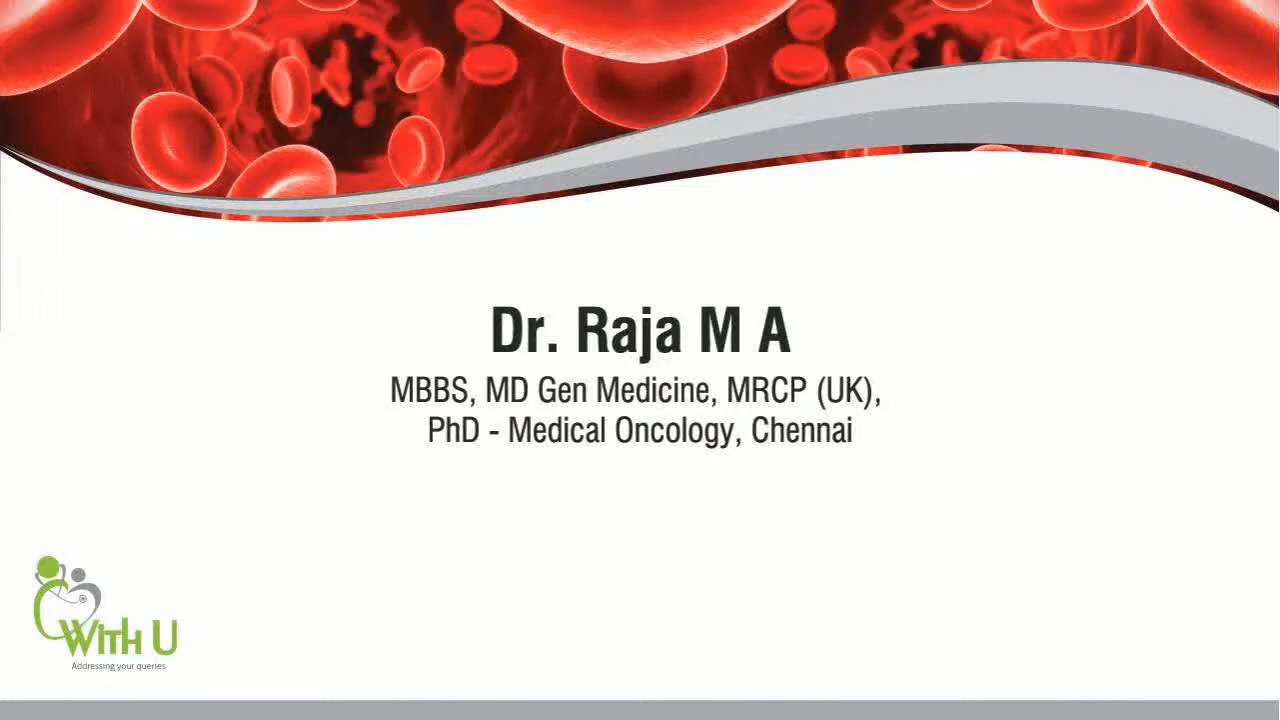 Dr. Raja M A
MBBS, MD Gen Medicine, MRCP (UK),
PhD - Medical Oncology, Chennai
WITH U
Addressing your queries